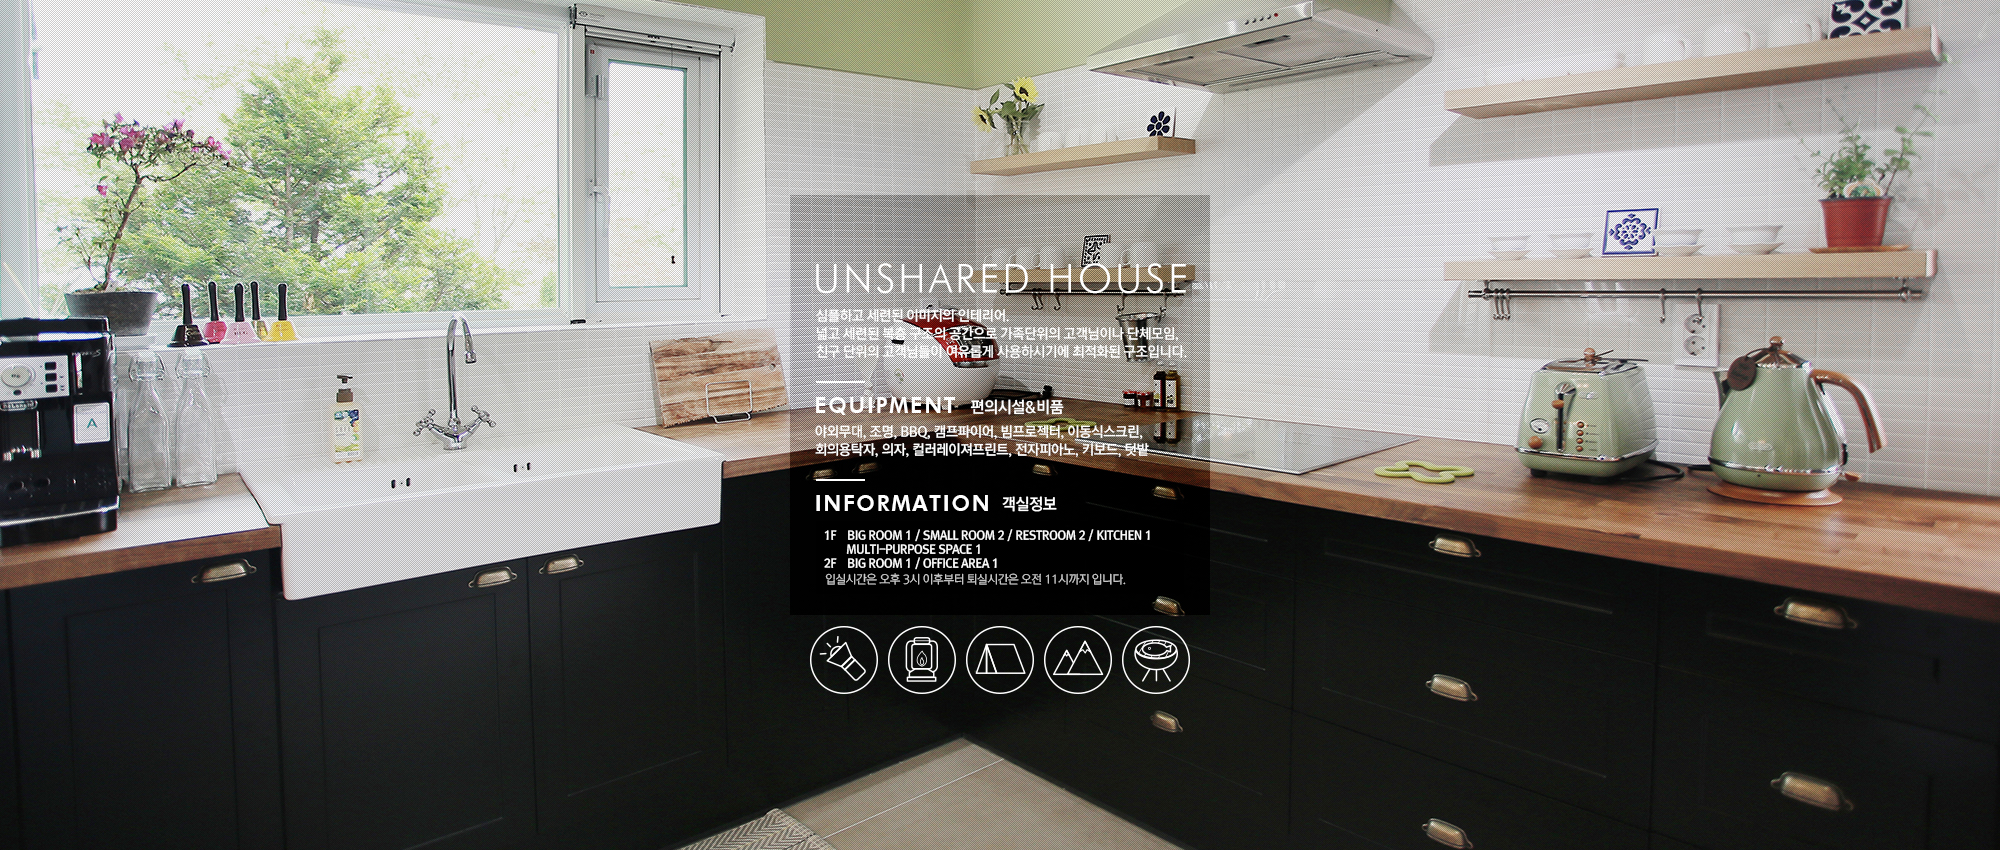 UNSHARED HOUSE
심플하고 세련된 이미지의 인테리어,
넓고 세련된 복층 구조의 공간으로 가족단위의 고객님이나 단체모임,
친구 단위의 고객님들이 여유롭게 사용하시기에 최적화된 구조입니다.
EQUIPMENT 편의시설&비품
야외무대, 조명, BBQ, 캠프파이어, 빔프로젝터, 이동식스크린,
회의용탁자, 의자, 컬러레이져프린트, 전자피아노, 키보드, 텃밭
INFORMATION 객실정보
1F BIG ROOM 1 / SMALL ROOM 2 / RESTROOM 2 / KITCHEN 1
MULTI-PURPOSE SPACE 1
2F BIG ROOM 1 / OFFICE AREA 1
입실시간은 오후 3시 이후부터 퇴실시간은 오전 11시까지 입니다.
A